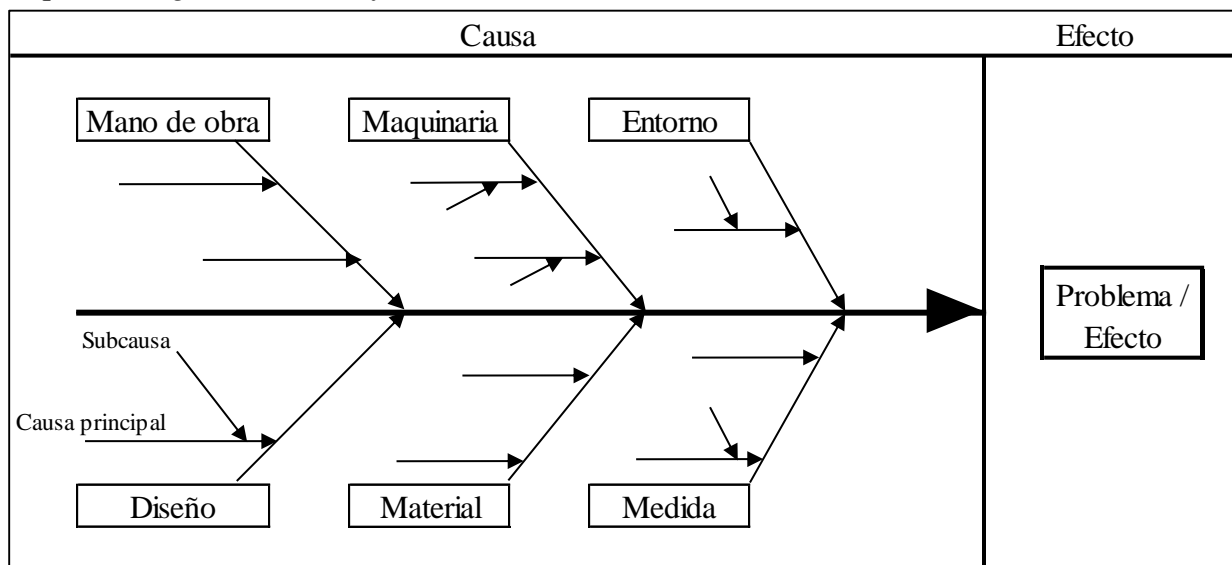 Causa
Efecto
Mano de obra
Maquinaria
Entorno
Problema /
Efecto
Subcausa
Causa principal
Diseño
Material
Medida